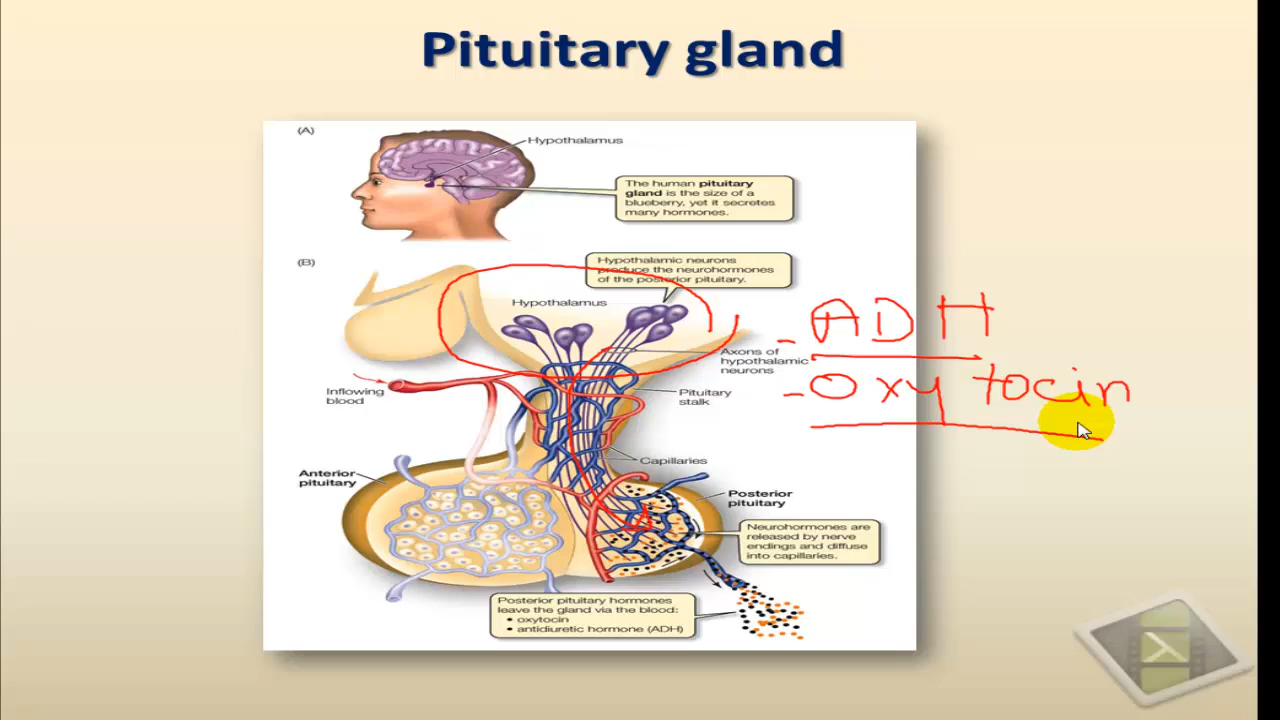 Pituitary gland
(A)
Hypothalamus
The human pituitary
gland is the size of a
blueberry, yet it secretes
many hormones.
(B)
Hypothalamic neurons
produce the neurohormones
of the posterior pituitary.
Hypothalamus
- ADH
Axons of
hypothalamic
neurons
- Oxytocin
Inflowing
blood
Pituitary
stalk
Capillaries
Anterior
pituitary
Posterior
pituitary
Neurohormones are
released by nerve
endings and diffuse
into capillaries.
Posterior pituitary hormones
leave the gland via the blood:
• oxytocin
• antidiuretic hormone (ADH)